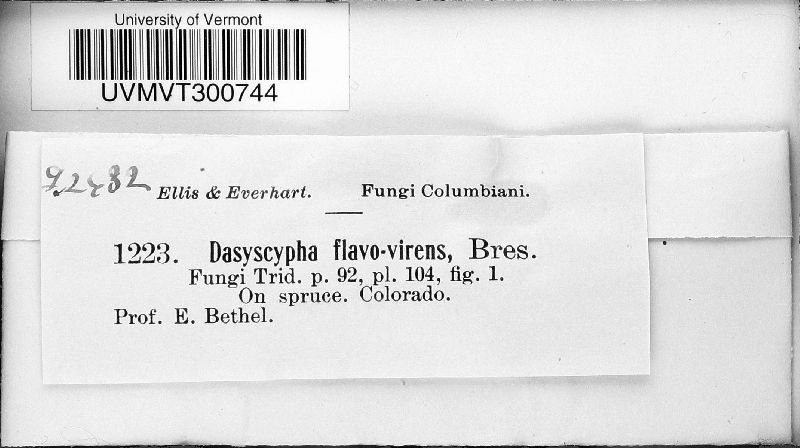 University of Vermont
UVMVT300744
Ellis & Everhart. Fungi Columbiani.
1223. Dasyscypha flavo-virens, Bres.
Fungi Trid. p. 92, pl. 104, fig. 1.
On spruce. Colorado.
Prof. E. Bethel.